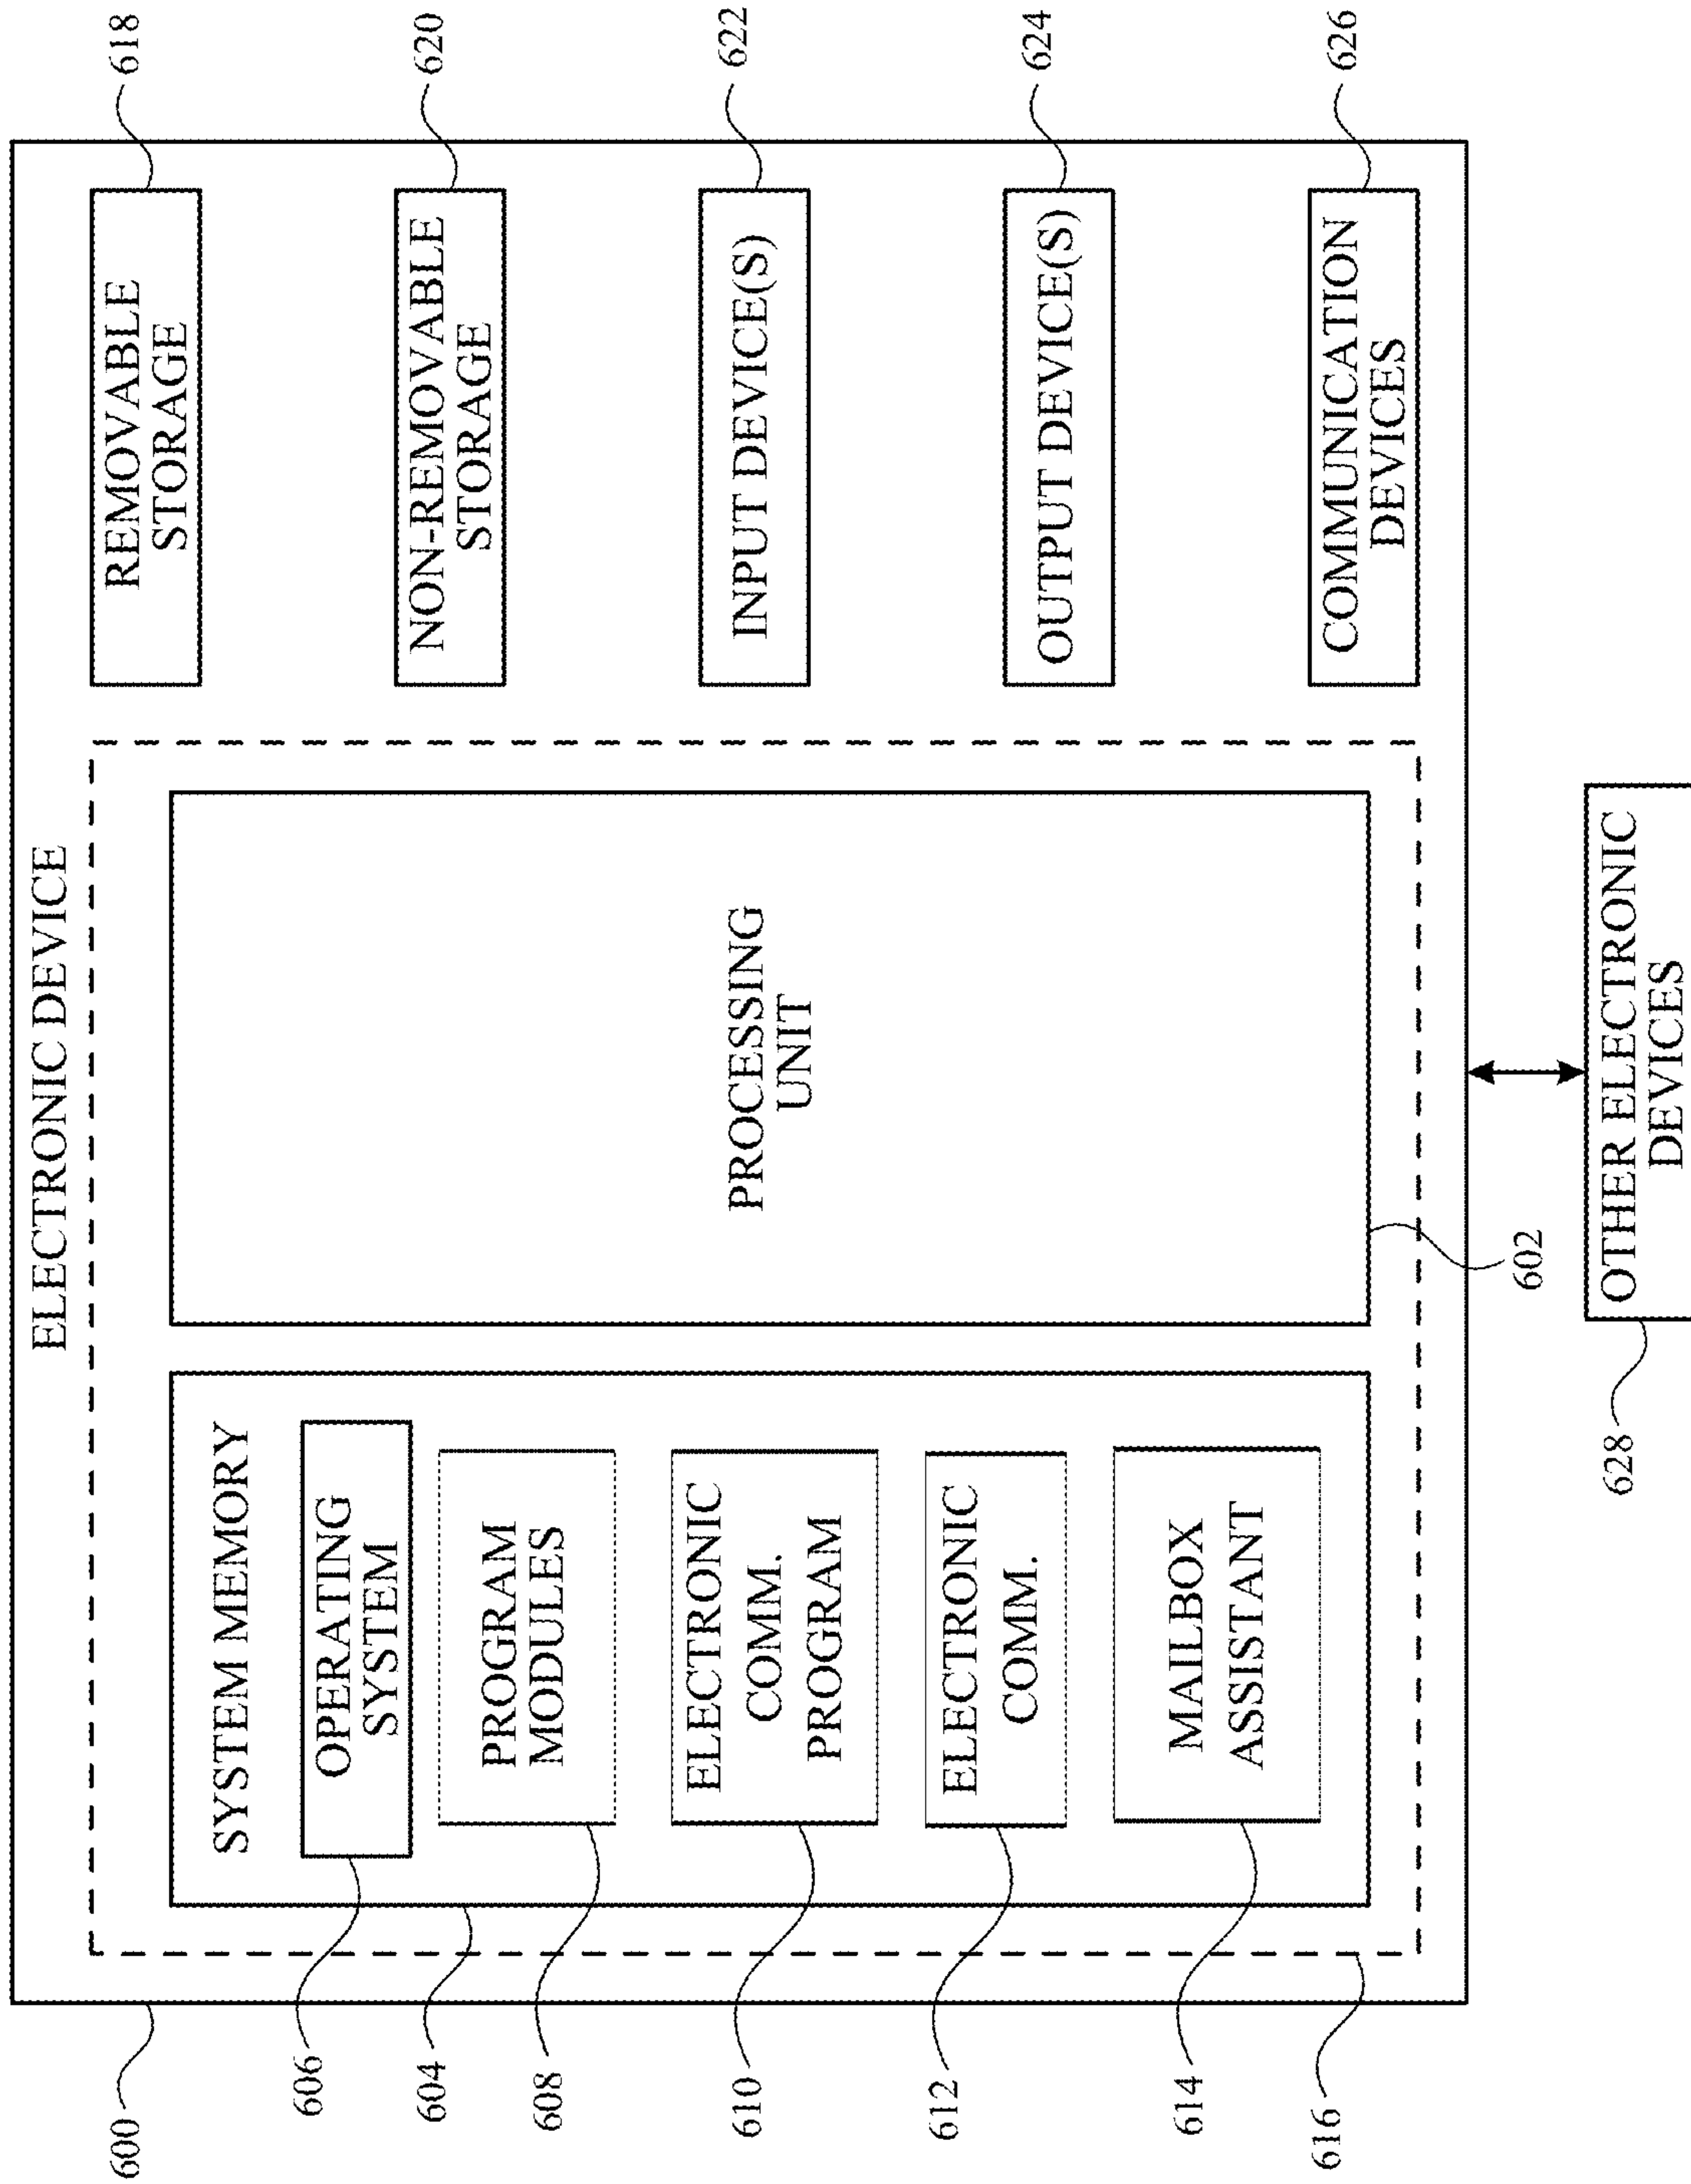 ELECTRONIC DEVICE
600
SYSTEM MEMORY
OPERATING
SYSTEM
606
604
PROGRAM
MODULES
608
ELECTRONIC
COMM.
PROGRAM
610
ELECTRONIC
COMM.
612
MAILBOX
ASSISTANT
614
616
PROCESSING
UNIT
602
REMOVABLE
STORAGE
618
NON-REMOVABLE
STORAGE
620
INPUT DEVICE(S)
622
OUTPUT DEVICE(S)
624
COMMUNICATION
DEVICES
626
OTHER ELECTRONIC
DEVICES
628